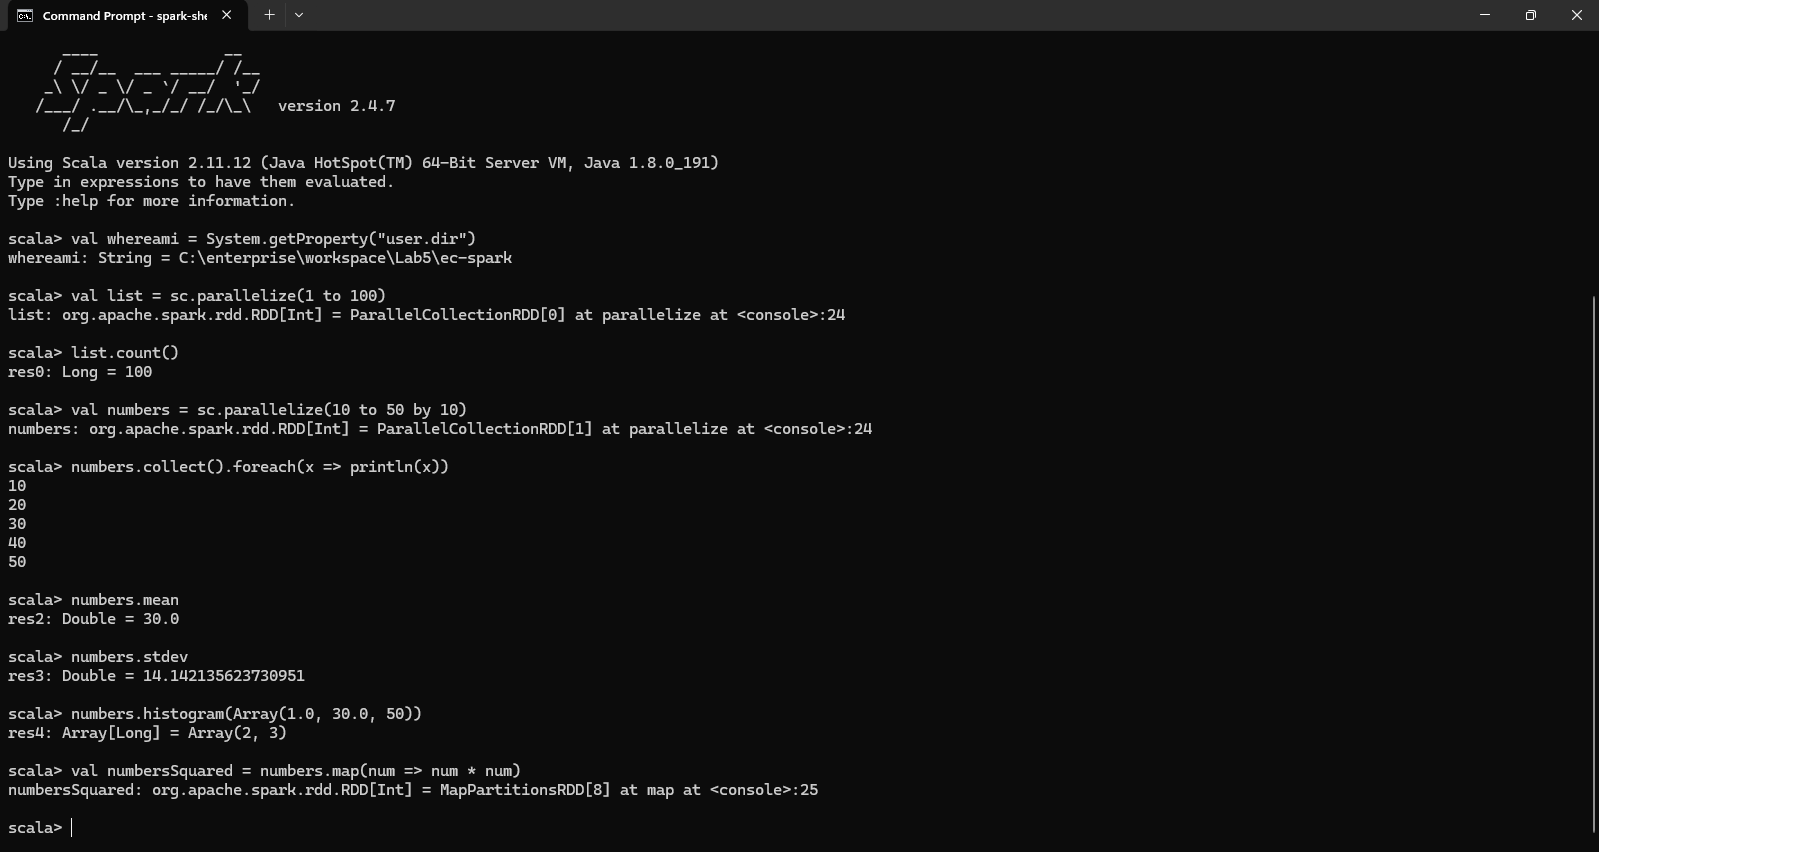 Command Prompt - spark-she
      ____              __
     / __/__  ___ _____/ /__
    _\ \/ _ \/ _ `/ __/  '_/
   /___/ .__/\_,_/_/ /_/\_\   version 2.4.7
      /_/
Using Scala version 2.11.12 (Java HotSpot(TM) 64-Bit Server VM, Java 1.8.0_191)
Type in expressions to have them evaluated.
Type :help for more information.
scala> val whereami = System.getProperty("user.dir")
whereami: String = C:\enterprise\workspace\Lab5\ec-spark
scala> val list = sc.parallelize(1 to 100)
list: org.apache.spark.rdd.RDD[Int] = ParallelCollectionRDD[0] at parallelize at <console>:24
scala> list.count()
res0: Long = 100
scala> val numbers = sc.parallelize(10 to 50 by 10)
numbers: org.apache.spark.rdd.RDD[Int] = ParallelCollectionRDD[1] at parallelize at <console>:24
scala> numbers.collect().foreach(x => println(x))
10
20
30
40
50
scala> numbers.mean
res2: Double = 30.0
scala> numbers.stdev
res3: Double = 14.142135623730951
scala> numbers.histogram(Array(1.0, 30.0, 50))
res4: Array[Long] = Array(2, 3)
scala> val numbersSquared = numbers.map(num => num * num)
numbersSquared: org.apache.spark.rdd.RDD[Int] = MapPartitionsRDD[8] at map at <console>:25
scala>